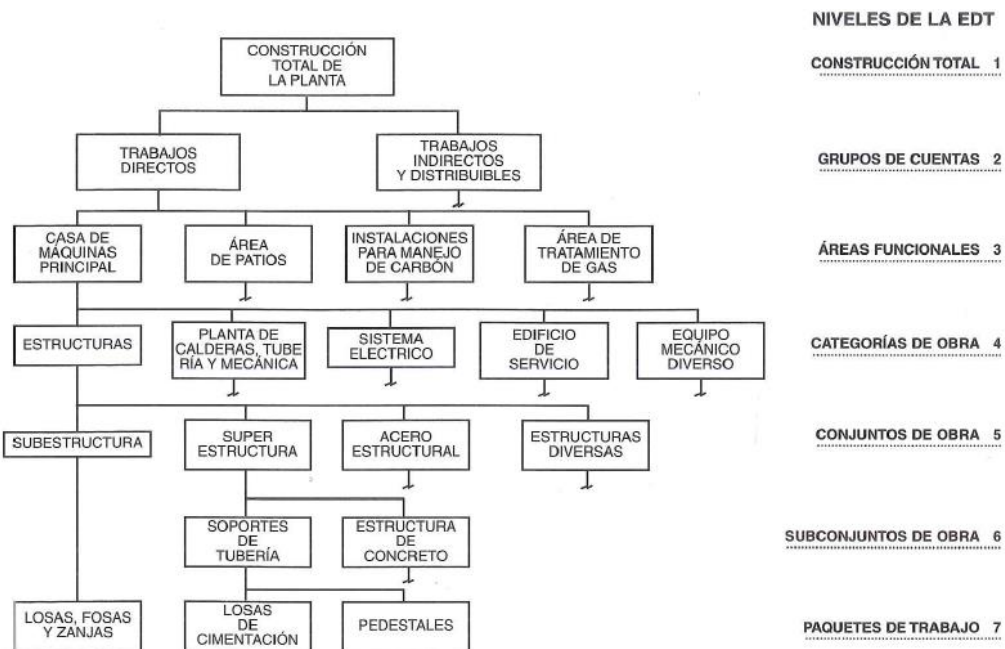 NIVELES DE LA EDT
CONSTRUCCIÓN
TOTAL DE
LA PLANTA
CONSTRUCCIÓN TOTAL 1
TRABAJOS
DIRECTOS
TRABAJOS
INDIRECTOS
Y DISTRIBUIBLES
GRUPOS DE CUENTAS 2
CASA DE
MÁQUINAS
PRINCIPAL
ÁREA
DE PATIOS
INSTALACIONES
PARA MANEJO
DE CARBÓN
ÁREA DE
TRATAMIENTO
DE GAS
ÁREAS FUNCIONALES 3
ESTRUCTURAS
PLANTA DE
CALDERAS, TUBE
RÍA Y MECÁNICA
SISTEMA
ELECTRICO
EDIFICIO
DE
SERVICIO
EQUIPO
MECÁNICO
DIVERSO
CATEGORÍAS DE OBRA 4
SUBESTRUCTURA
SUPER
ESTRUCTURA
ACERO
ESTRUCTURAL
ESTRUCTURAS
DIVERSAS
CONJUNTOS DE OBRA 5
SOPORTES
DE
TUBERÍA
ESTRUCTURA
DE
CONCRETO
SUBCONJUNTOS DE OBRA 6
LOSAS, FOSAS
Y ZANJAS
LOSAS
DE
CIMENTACIÓN
PEDESTALES
PAQUETES DE TRABAJO 7